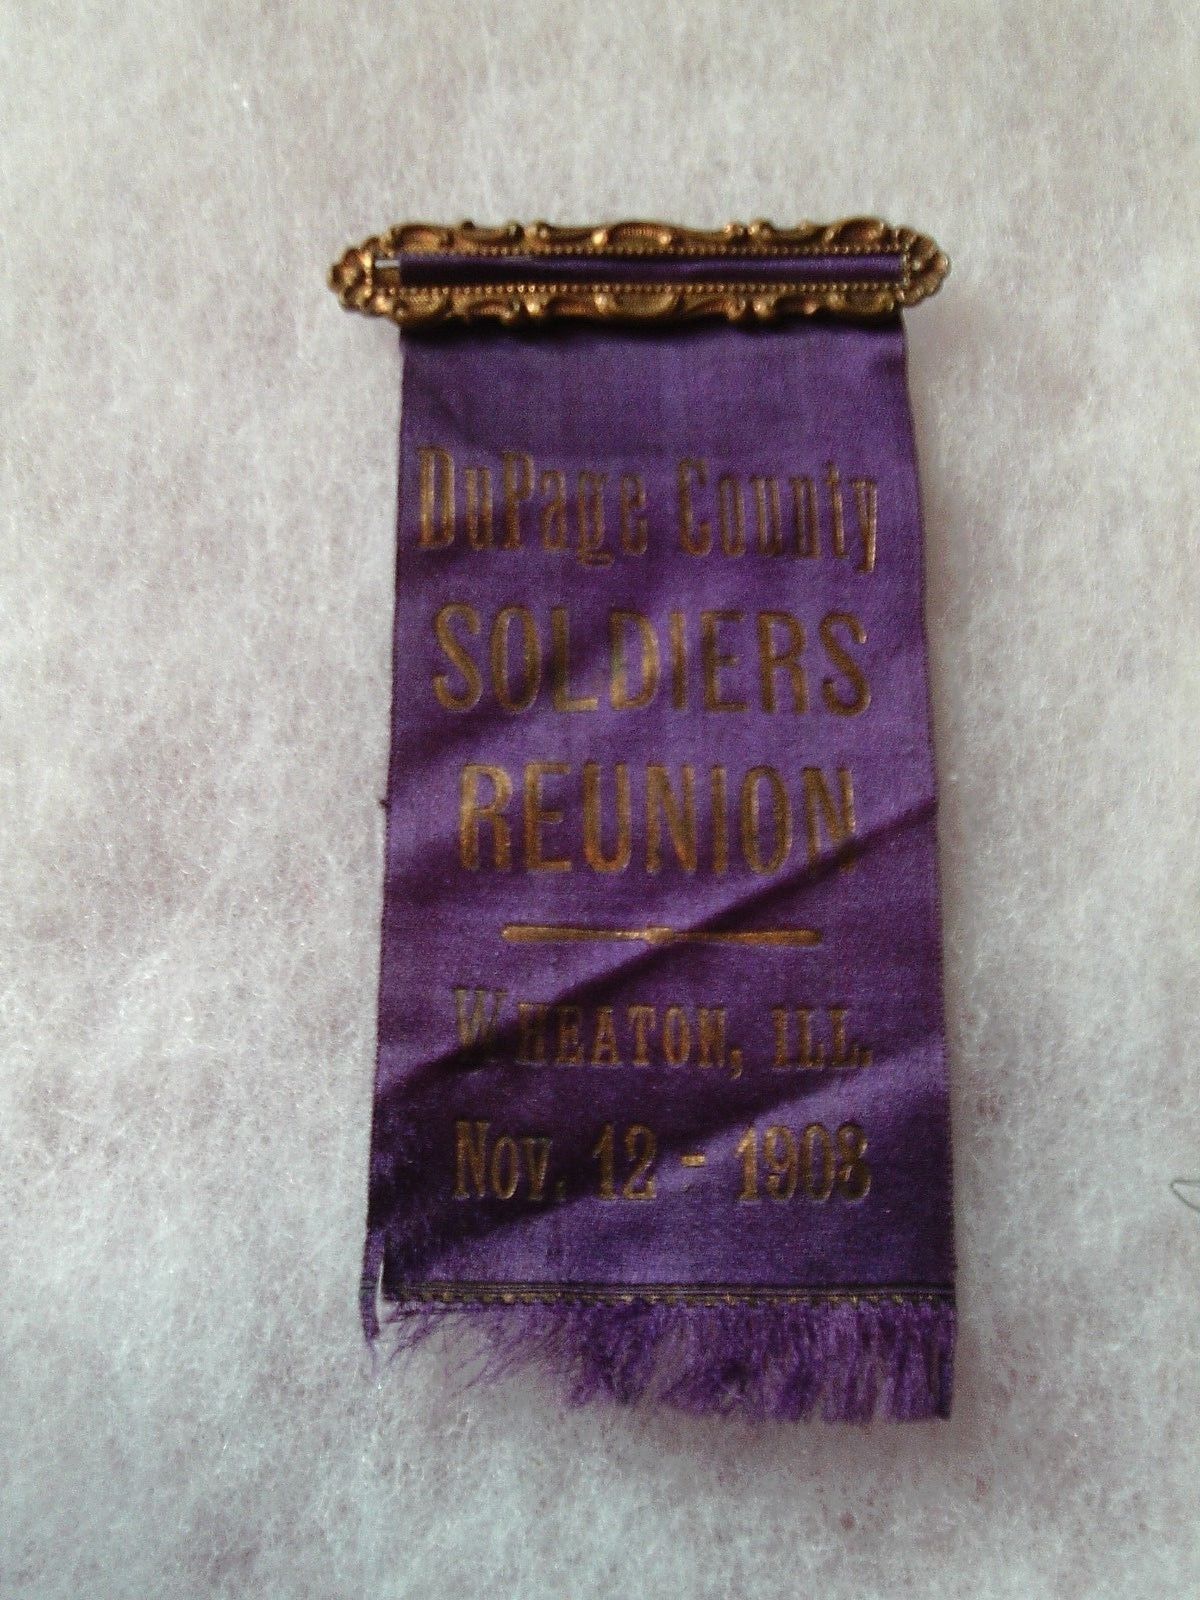 DuPage County
SOLDIERS
REUNION
WHEATON, ILL.
Nov. 12 - 1903